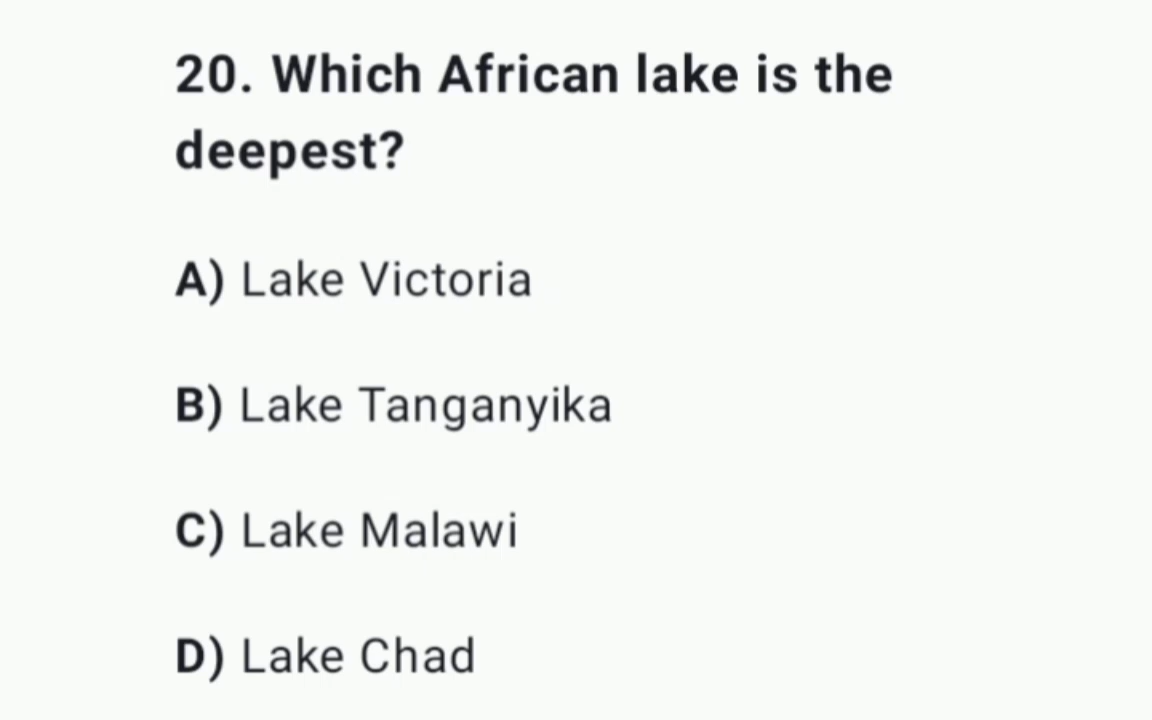 20. Which African lake is the
deepest?
A) Lake Victoria
B) Lake Tanganyika
C) Lake Malawi
D) Lake Chad